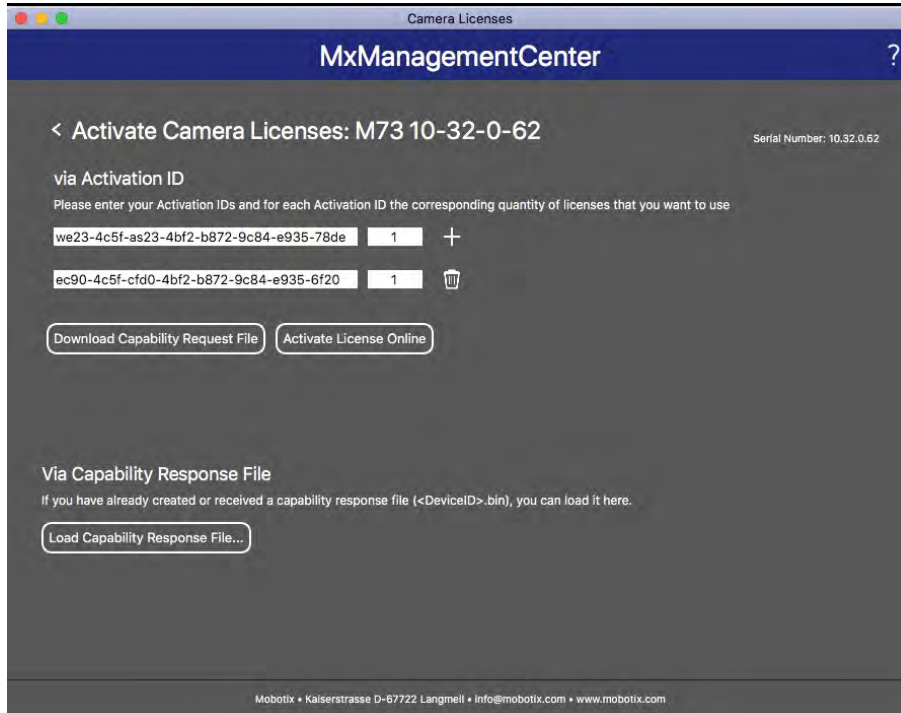 Camera Licenses
MxManagementCenter ?
< Activate Camera Licenses: M73 10-32-0-62
Serial Number: 10.32.0.62
via Activation ID
Please enter your Activation IDs and for each Activation ID the corresponding quantity of licenses that you want to use
we23-4c5f-as23-4bf2-b872-9c84-e935-78de 1 +
ec90-4c5f-cfd0-4bf2-b872-9c84-e935-6f20 1
Download Capability Request File Activate License Online
Via Capability Response File
If you have already created or received a capability response file (<DeviceID>.bin), you can load it here.
Load Capability Response File...
Mobotix • Kaiserstrasse D-67722 Langmeil • info@mobotix.com • www.mobotix.com